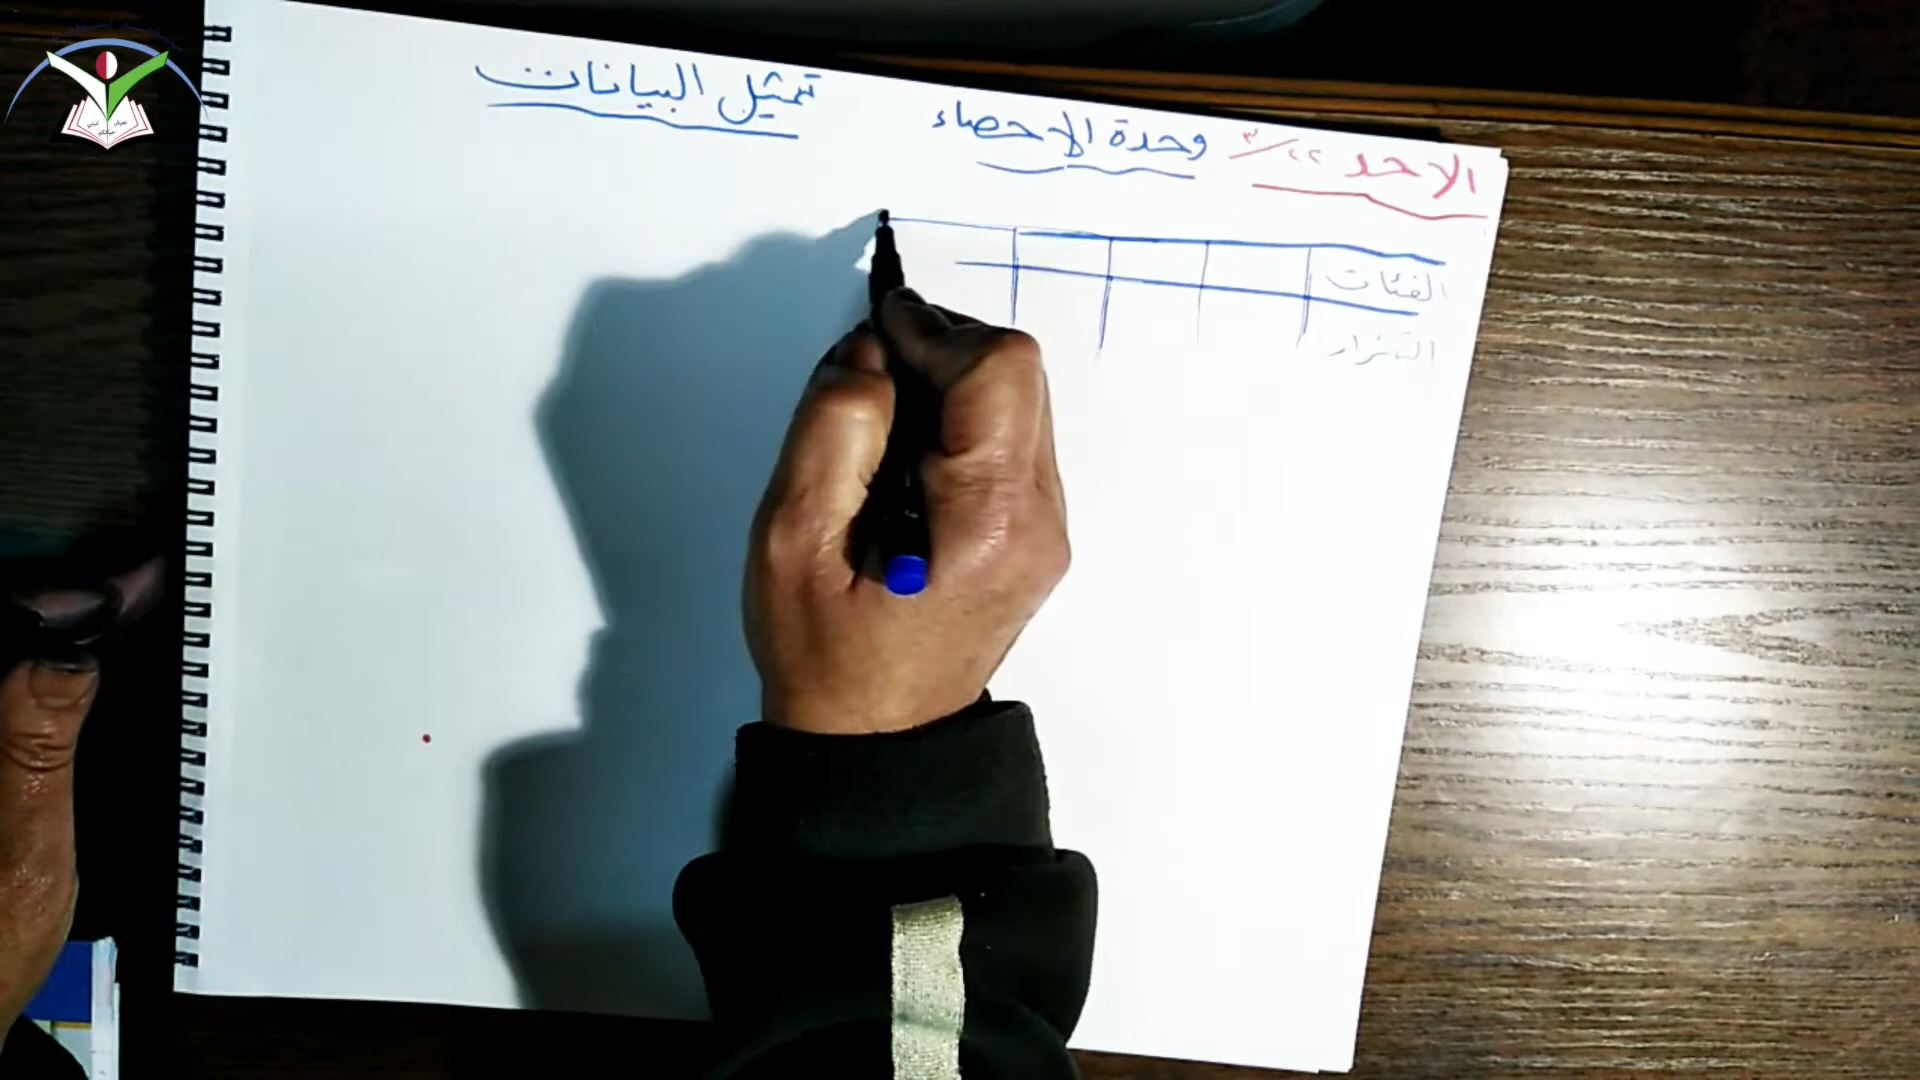 الاحد ٢٢/٣ وحدة الاحصاء تمثيل البيانات
الفئات
التكرار